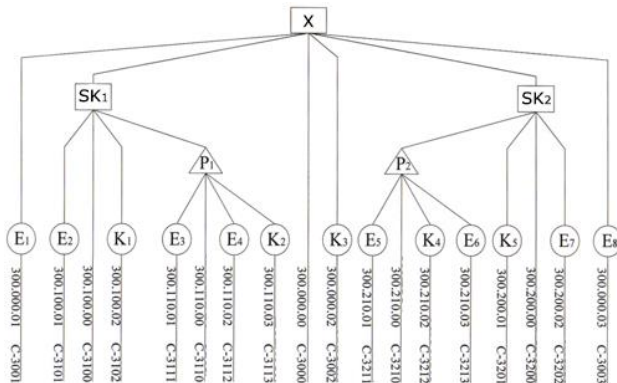 X
SK1
SK2
P1
P2
E1
E2
K1
E3
E4
K2
K3
E5
K4
E6
K5
E7
E8
300.000.01 C-3001
300.100.01 C-3101
300.100.00 C-3100
300.100.02 C-3102
300.110.01 C-3111
300.110.00 C-3110
300.110.02 C-3112
300.110.03 C-3113
300.000.00 C-3000
300.000.02 C-3002
300.210.01 C-3211
300.210.00 C-3210
300.210.02 C-3212
300.210.03 C-3213
300.200.01 C-3201
300.200.00 C-3200
300.200.02 C-3202
300.000.03 C-3003